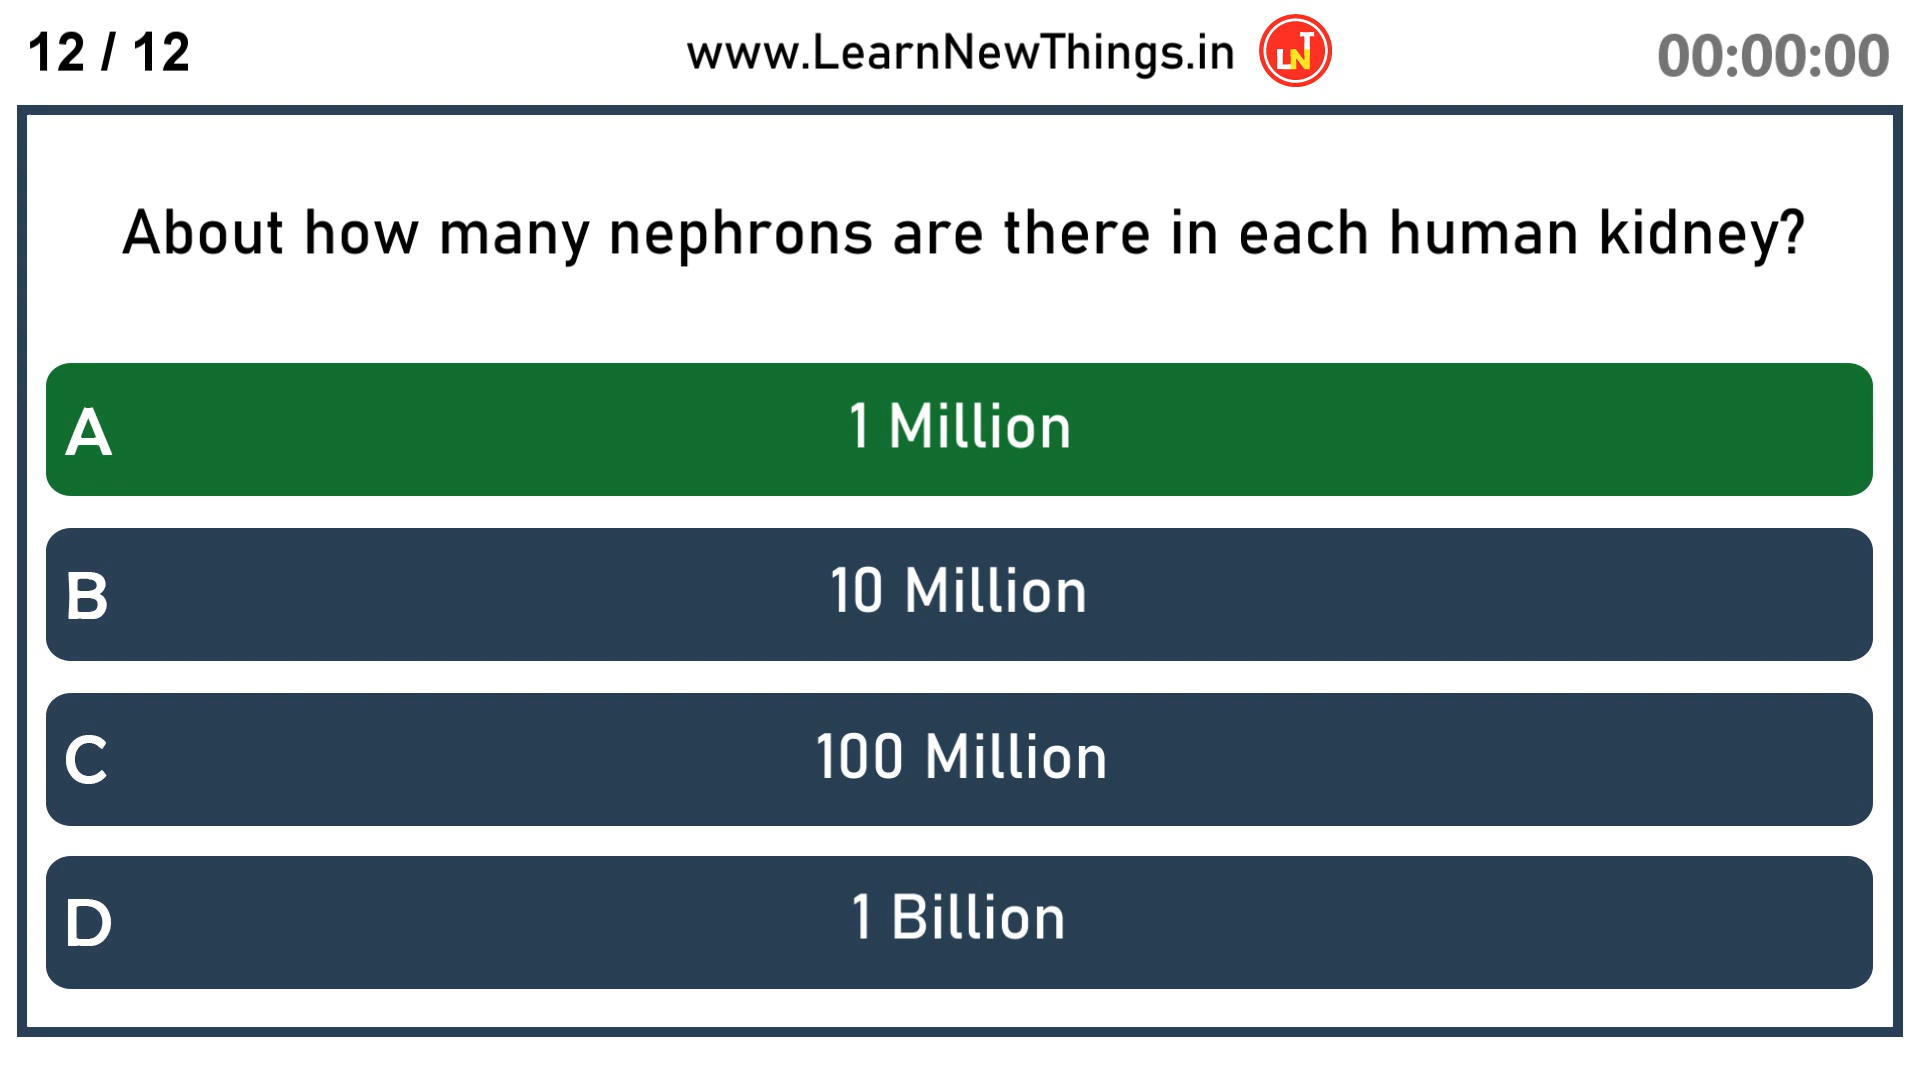 12 / 12
www.LearnNewThings.in
LNT
00:00:00
About how many nephrons are there in each human kidney?
A 1 Million
B 10 Million
C 100 Million
D 1 Billion